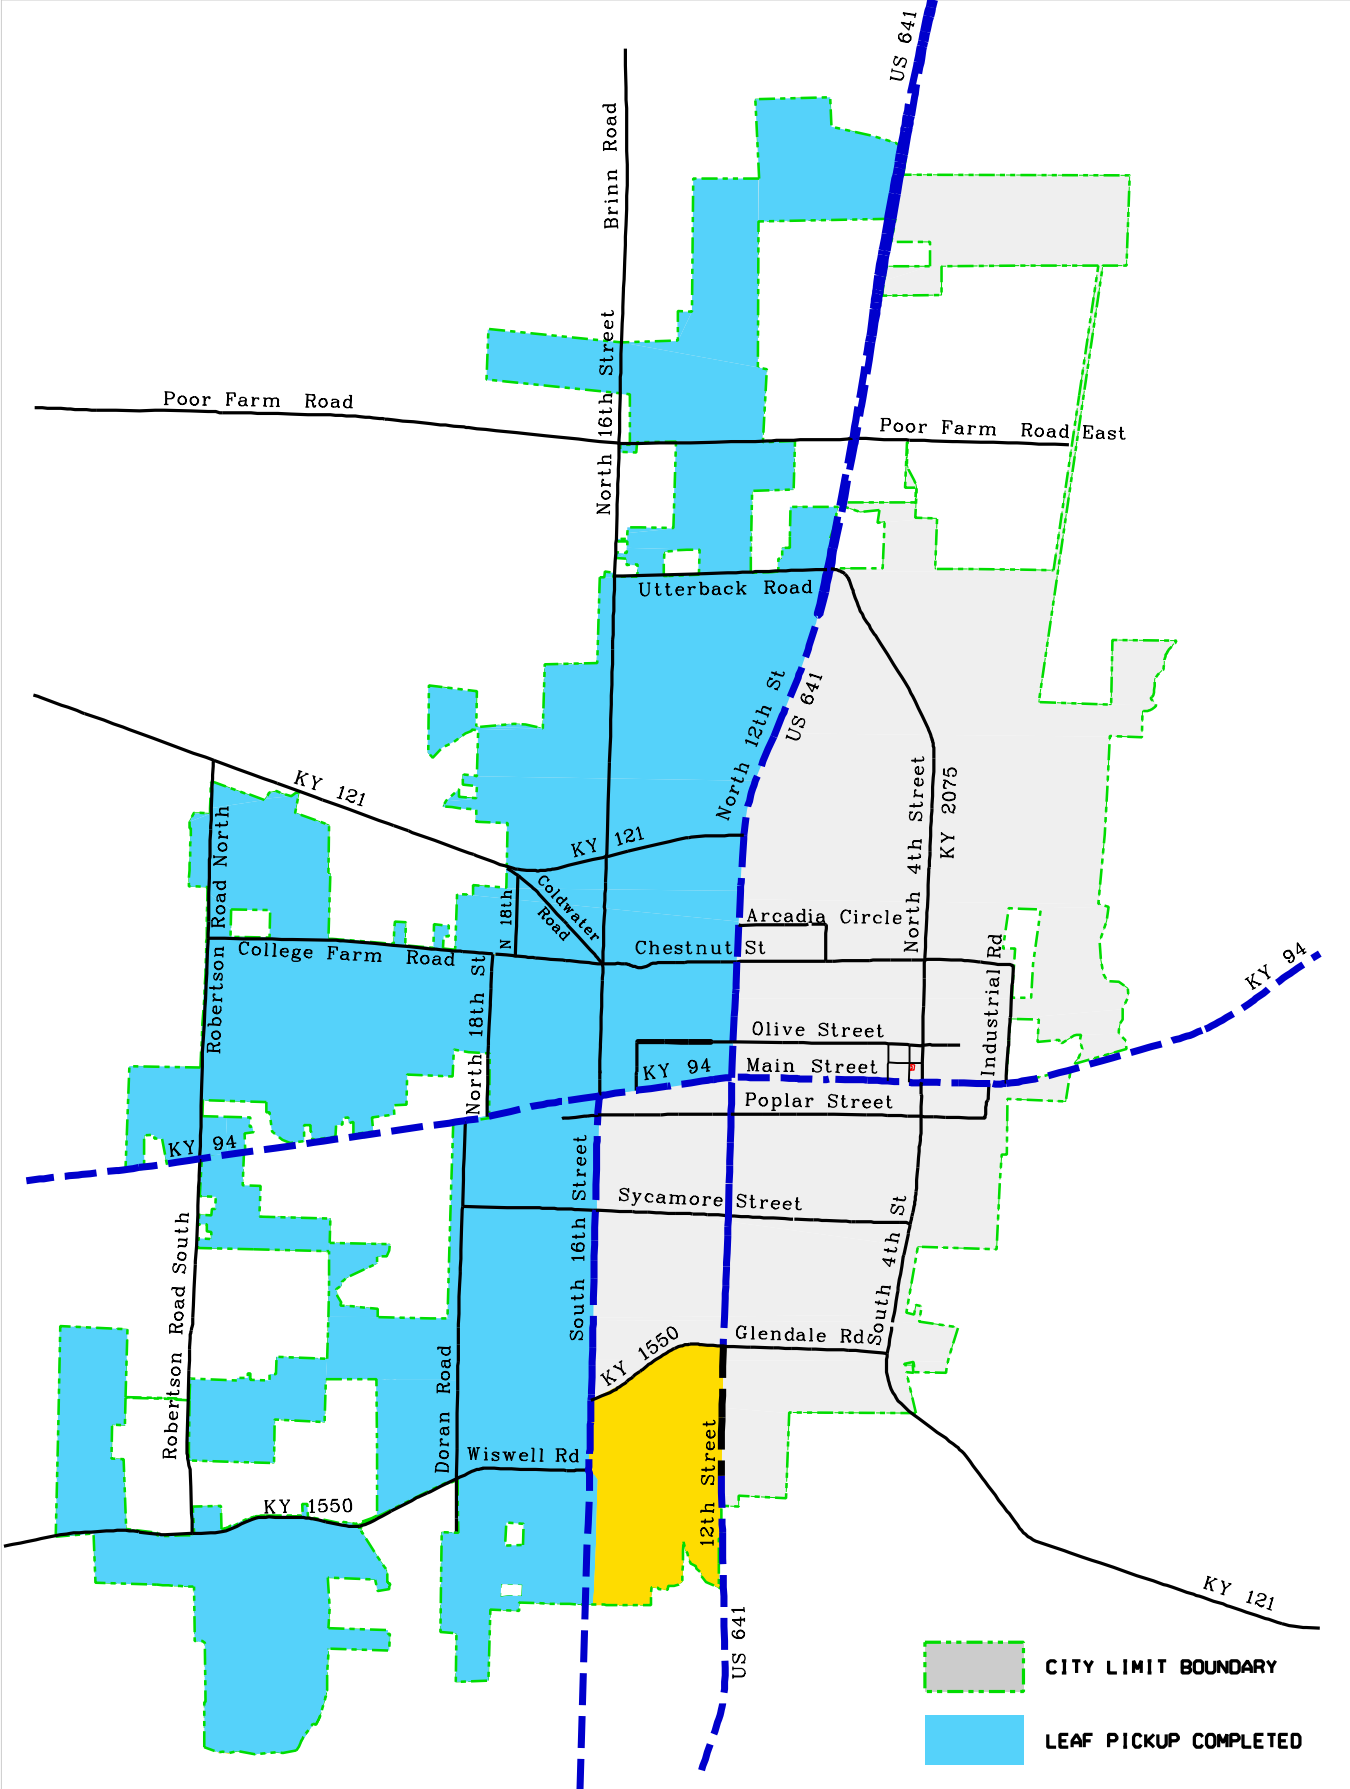 US 641
Brinn Road
North 16th Street
Poor Farm Road
Poor Farm Road East
Utterback Road
North 12th St
US 641
KY 121
KY 121
North 4th Street
KY 2075
Robertson Road North
N 18th
Coldwater
Road
Arcadia Circle
Chestnut St
College Farm Road
North 18th St
Industrial Rd
KY 94
Olive Street
Main Street
KY 94
Poplar Street
KY 94
South 16th Street
Sycamore Street
South 4th St
Robertson Road South
KY 1550
Glendale Rd
Doran Road
Wiswell Rd
12th Street
KY 1550
KY 121
US 641
CITY LIMIT BOUNDARY
LEAF PICKUP COMPLETED